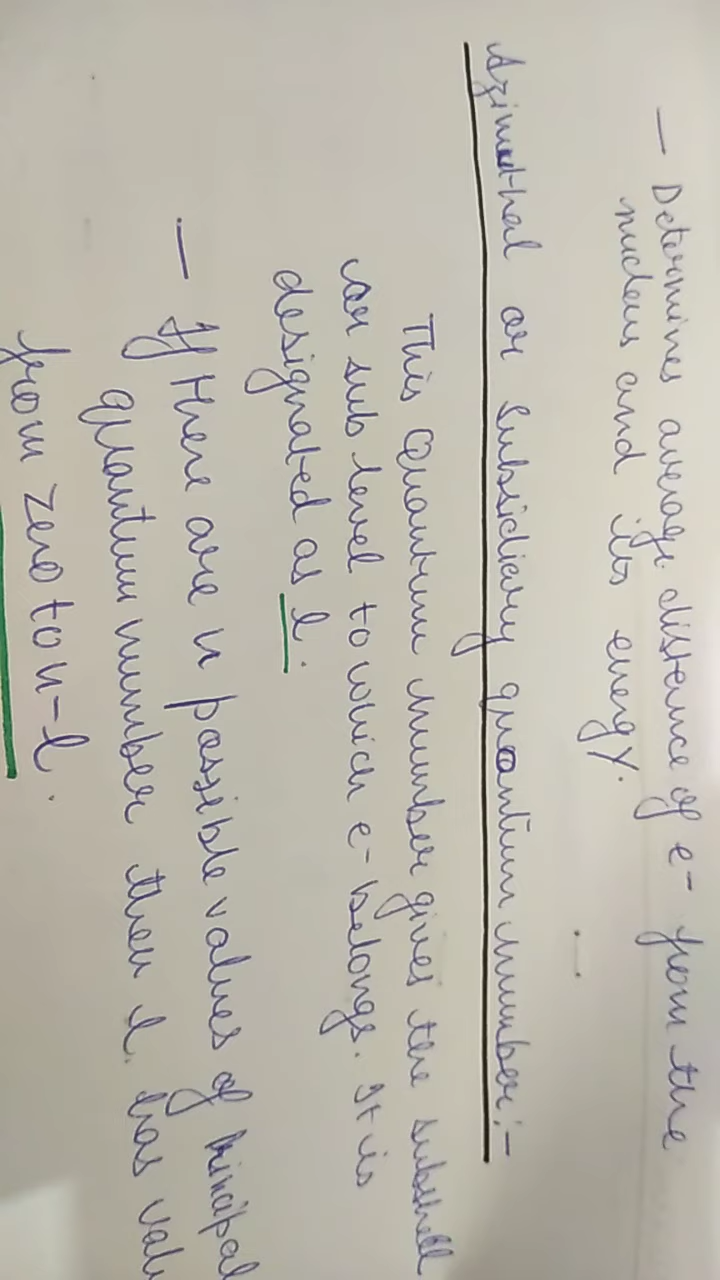 — Determines average distance of e- from the
nucleus and its energy.
Azimuthal or Subsidiary quantum number:-
This Quantum number gives the subshell
or sub level to which e- belongs. It is
designated as l.
— If there are n possible values of Principal
quantum number then l has valu
from zero to n-l.